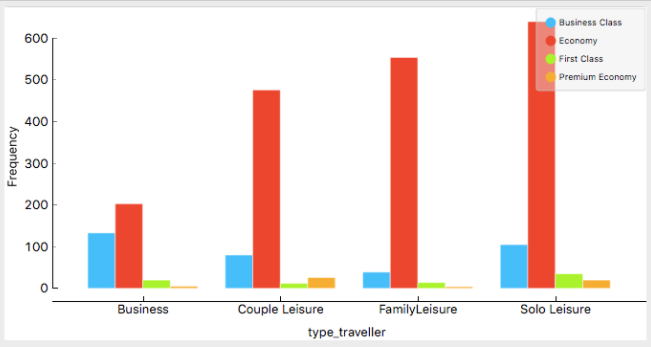 Business Class
Economy
First Class
Premium Economy
600
500
400
300
200
100
0
Frequency
Business Couple Leisure FamilyLeisure Solo Leisure
type_traveller